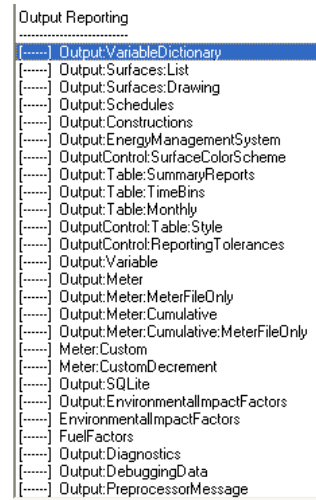 Output Reporting
--------------------------
[------] Output:VariableDictionary
[------] Output:Surfaces:List
[------] Output:Surfaces:Drawing
[------] Output:Schedules
[------] Output:Constructions
[------] Output:EnergyManagementSystem
[------] OutputControl:SurfaceColorScheme
[------] Output:Table:SummaryReports
[------] Output:Table:TimeBins
[------] Output:Table:Monthly
[------] OutputControl:Table:Style
[------] OutputControl:ReportingTolerances
[------] Output:Variable
[------] Output:Meter
[------] Output:Meter:MeterFileOnly
[------] Output:Meter:Cumulative
[------] Output:Meter:Cumulative:MeterFileOnly
[------] Meter:Custom
[------] Meter:CustomDecrement
[------] Output:SQLite
[------] Output:EnvironmentalImpactFactors
[------] EnvironmentalImpactFactors
[------] FuelFactors
[------] Output:Diagnostics
[------] Output:DebuggingData
[------] Output:PreprocessorMessage